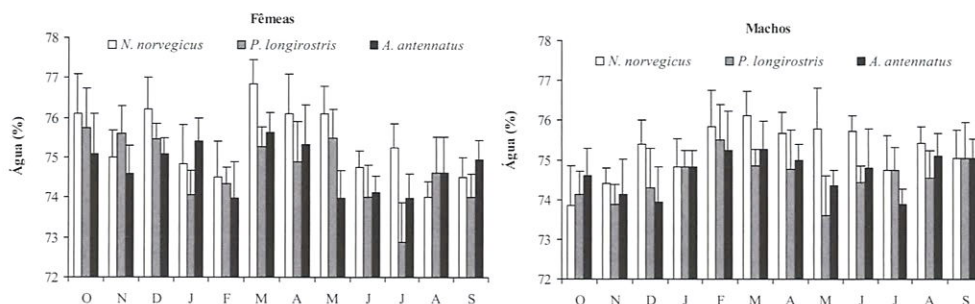 Fêmeas
78
77
76
75
74
73
72
Água (%)
N. norvegicus P. longirostris A. antennatus
O N D J F M A M J J A S
Machos
78
77
76
75
74
73
72
Água (%)
N. norvegicus P. longirostris A. antennatus
O N D J F M A M J J A S